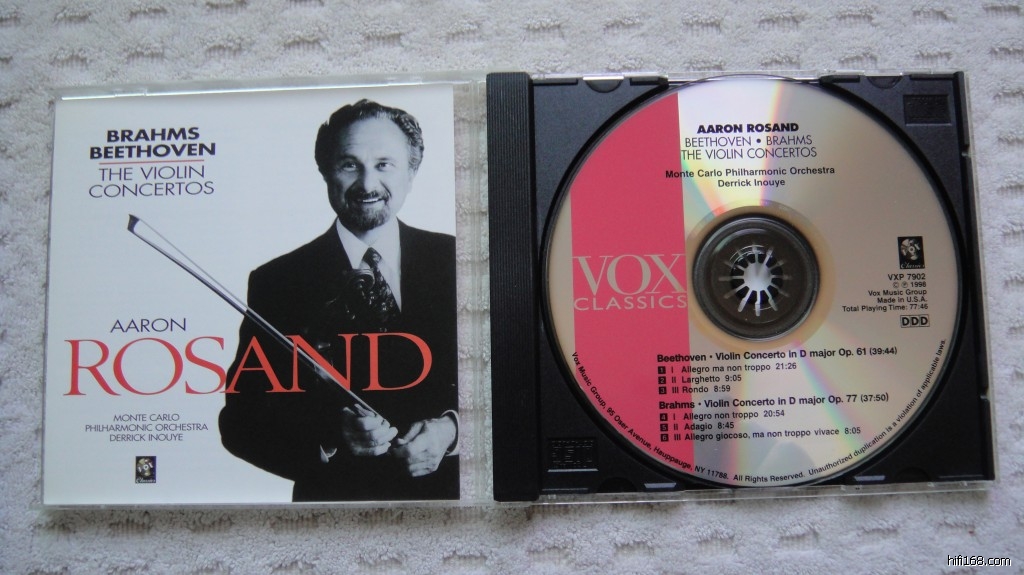 BRAHMS
BEETHOVEN
THE VIOLIN
CONCERTOS
AARON
ROSAND
MONTE CARLO
PHILHARMONIC ORCHESTRA
DERRICK INOUYE
VOX
Classics
AARON ROSAND
BEETHOVEN • BRAHMS
THE VIOLIN CONCERTOS
Monte Carlo Philharmonic Orchestra
Derrick Inouye
VOX
CLASSICS
Classics
VXP 7902
© ℗ 1998
Vox Music Group
Made in U.S.A.
Total Playing Time: 77:46
DDD
Beethoven • Violin Concerto in D major Op. 61 (39:44)
1 I Allegro ma non troppo 21:26
2 II Larghetto 9:05
3 III Rondo 8:59
Brahms • Violin Concerto in D major Op. 77 (37:50)
4 I Allegro non troppo 20:54
5 II Adagio 8:45
6 III Allegro giocoso, ma non troppo vivace 8:05
Vox Music Group, 95 Oser Avenue, Hauppauge, NY 11788. All Rights Reserved. Unauthorized duplication is a violation of applicable laws.
hifi168.com